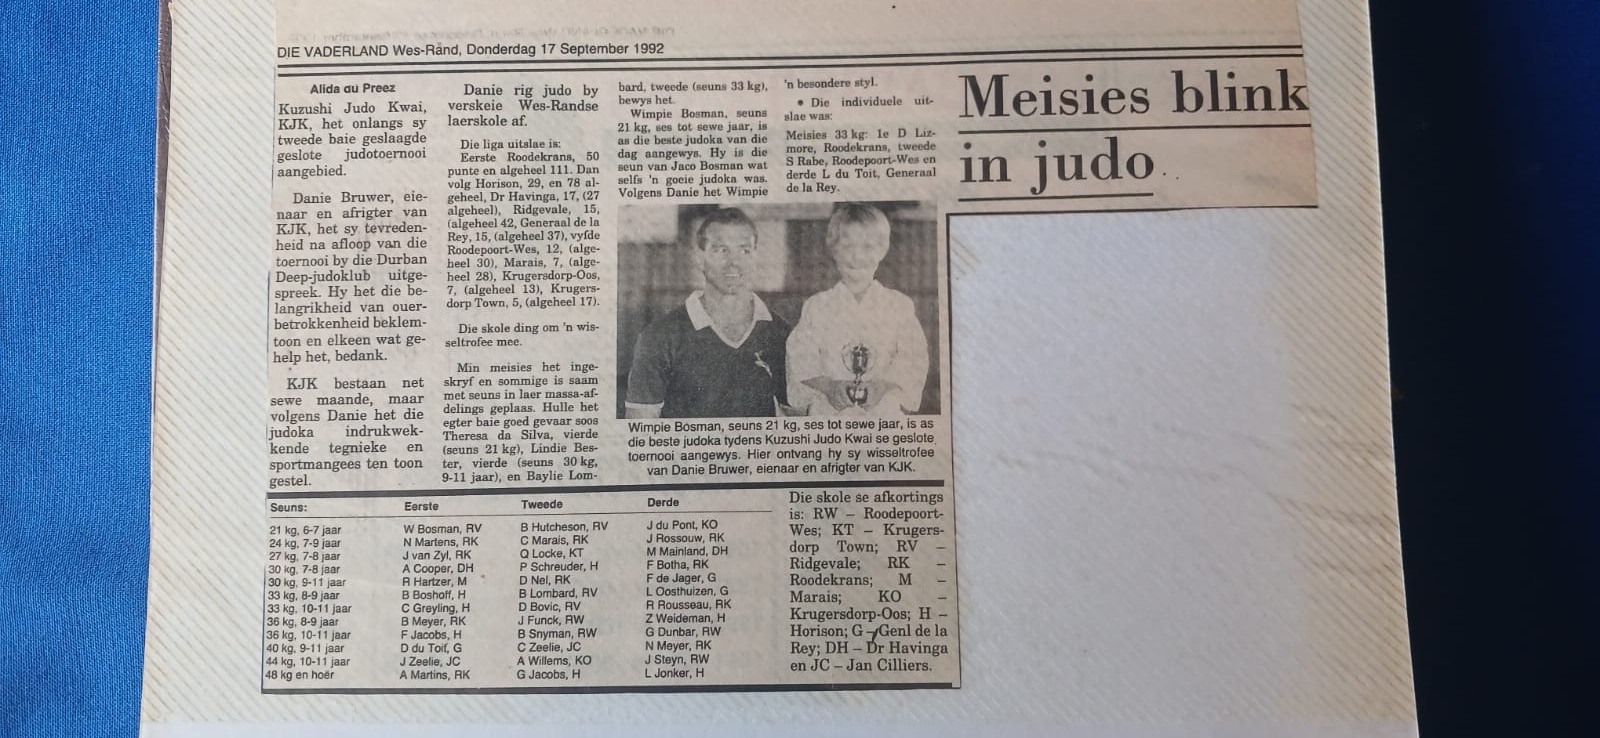 DIE VADERLAND Wes-Rånd, Donderdag 17 September 1992
Meisies blink
in judo
Alida du Preez
Kuzushi Judo Kwai,
KJK, het onlangs sy
tweede baie geslaagde
geslote judotoernooi
aangebied.
Danie Bruwer, eie-
naar en afrigter van
KJK, het sy tevreden-
heid na afloop van die
toernooi by die Durban
Deep-judoklub uitge-
spreek. Hy het die be-
langrikheid van ouer-
betrokkenheid beklem-
toon en elkeen wat ge-
help het, bedank.
KJK bestaan net
sewe maande, maar
volgens Danie het die
judoka indrukwek-
kende tegnieke en
sportmangees ten toon
gestel.
Danie rig judo by
verskeie Wes-Randse
laerskole af.
Die liga uitslae is:
Eerste Roodekrans, 50
punte en algeheel 111. Dan
volg Horison, 29, en 78 al-
geheel, Dr Havinga, 17, (27
algeheel), Ridgevale, 15,
(algeheel 42, Generaal de la
Rey, 15, (algeheel 37), vyfde
Roodepoort-Wes, 12, (alge-
heel 30), Marais, 7, (alge-
heel 28), Krugersdorp-Oos,
7, (algeheel 13), Krugers-
dorp Town, 5, (algeheel 17).
Die skole ding om 'n wis-
seltrofee mee.
Min meisies het inge-
skryf en sommige is saam
met seuns in laer massa-af-
delings geplaas. Hulle het
egter baie goed gevaar soos
Theresa da Silva, vierde
(seuns 21 kg), Lindie Bes-
ter, vierde (seuns 30 kg,
9-11 jaar), en Baylie Lom-
bard, tweede (seuns 33 kg),
bewys het.
Wimpie Bosman, seuns
21 kg, ses tot sewe jaar, is
as die beste judoka van die
dag aangewys. Hy is die
seun van Jaco Bosman wat
selfs 'n goeie judoka was.
Volgens Danie het Wimpie
'n besondere styl.
• Die individuele uit-
slae was:
Meisies 33 kg: 1e D Liz-
more, Roodekrans, tweede
S Rabe, Roodepoort-Wes en
derde L du Toit, Generaal
de la Rey.
Wimpie Bosman, seuns 21 kg, ses tot sewe jaar, is as
die beste judoka tydens Kuzushi Judo Kwai se geslote
toernooi aangewys. Hier ontvang hy sy wisseltrofee
van Danie Bruwer, eienaar en afrigter van KJK.
Seuns: Eerste Tweede Derde
21 kg, 6-7 jaar W Bosman, RV B Hutcheson, RV J du Pont, KO
24 kg, 7-9 jaar N Martens, RK C Marais, RK J Rossouw, RK
27 kg, 7-8 jaar J van Zyl, RK Q Locke, KT M Mainland, DH
30 kg, 7-8 jaar A Cooper, DH P Schreuder, H F Botha, RK
30 kg, 9-11 jaar R Hartzer, M D Nel, RK F de Jager, G
33 kg, 8-9 jaar B Boshoff, H B Lombard, RV L Oosthuizen, G
33 kg, 10-11 jaar C Greyling, H D Bovic, RV R Rousseau, RK
36 kg, 8-9 jaar B Meyer, RK J Funck, RW Z Weideman, H
36 kg, 10-11 jaar F Jacobs, H B Snyman, RW G Dunbar, RW
40 kg, 9-11 jaar D du Toit, G C Zeelie, JC N Meyer, RK
44 kg, 10-11 jaar J Zeelie, JC A Willems, KO J Steyn, RW
48 kg en hoër A Martins, RK G Jacobs, H L Jonker, H
Die skole se afkortings
is: RW – Roodepoort-
Wes; KT – Krugers-
dorp Town; RV –
Ridgevale; RK –
Roodekrans; M –
Marais; KO –
Krugersdorp-Oos; H –
Horison; G – Genl de la
Rey; DH – Dr Havinga
en JC – Jan Cilliers.